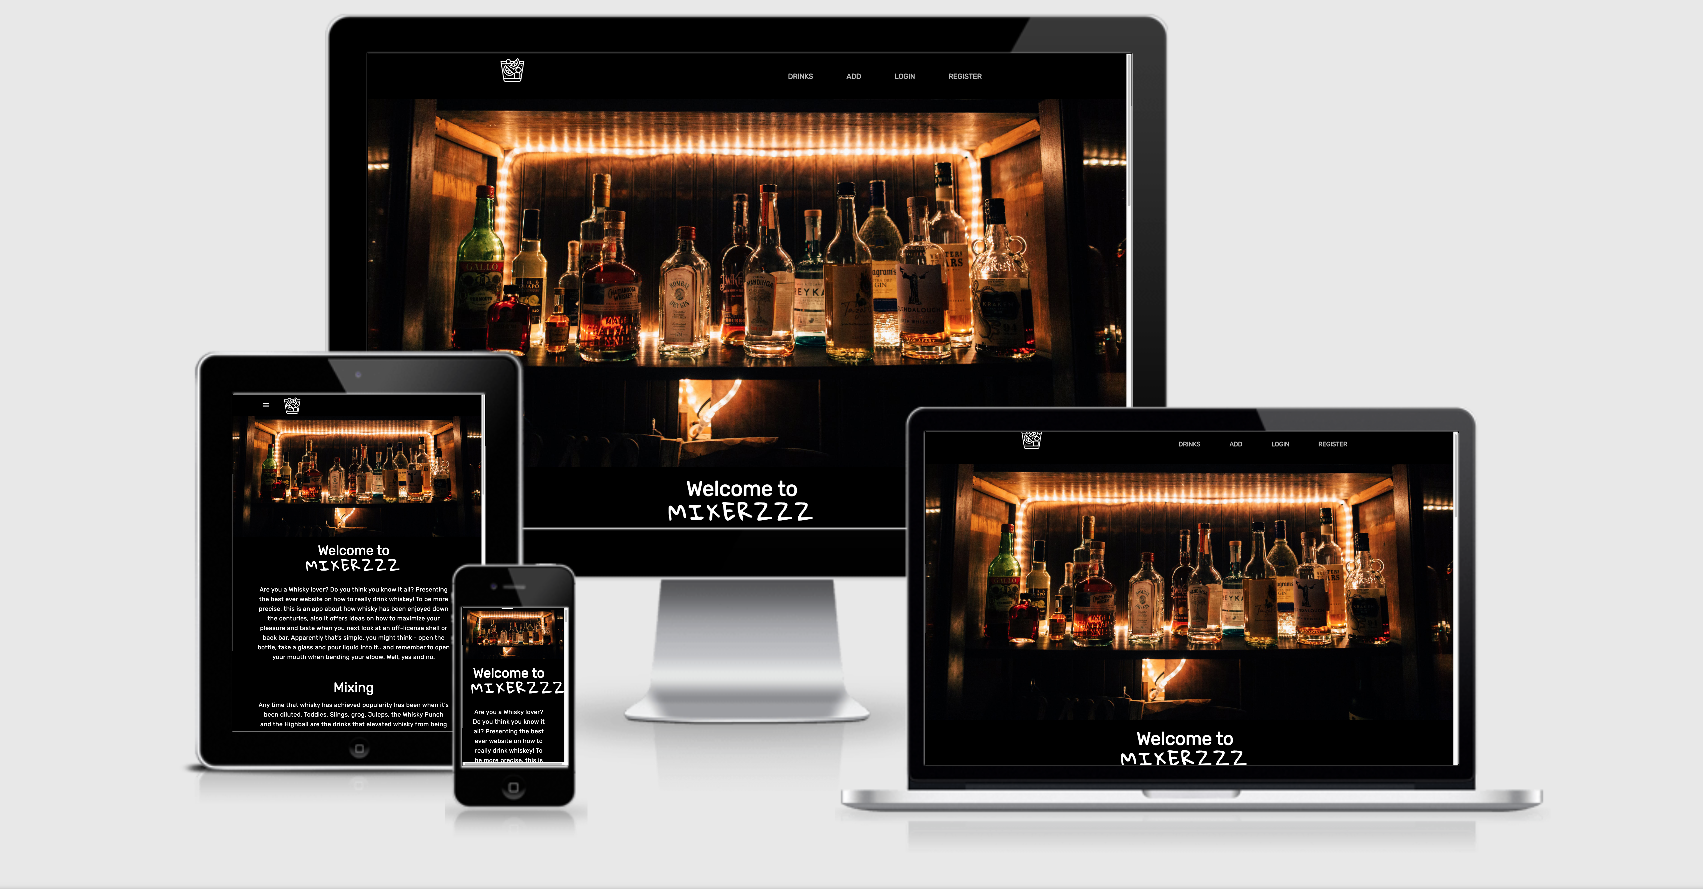 DRINKS ADD LOGIN REGISTER
GALLO
Welcome to
MIXERZZZ
Welcome to
MIXERZZZ
Are you a Whisky lover? Do you think you know it all? Presenting
the best ever website on how to really drink whiskey! To be more
precise, this is an app about how whisky has been enjoyed down
the centuries, also it offers ideas on how to maximize your
pleasure and taste when you next look at an off-license shelf or
back bar. Apparently that's simple, you might think - open the
bottle, take a glass and pour liquid into it.. and remember to open
your mouth when bending your elbow. Well, yes and no.
Mixing
Any time that whisky has achieved popularity has been when it's
been diluted. Toddies, Slings, grog, Juleps, the Whisky Punch
and the Highball are the drinks that elevated whisky from being
Welcome to
MIXERZZZ
Are you a Whisky lover?
Do you think you know it
all? Presenting the best
ever website on how to
really drink whiskey! To
be more precise, this is
DRINKS ADD LOGIN REGISTER
Welcome to
MIXERZZZ